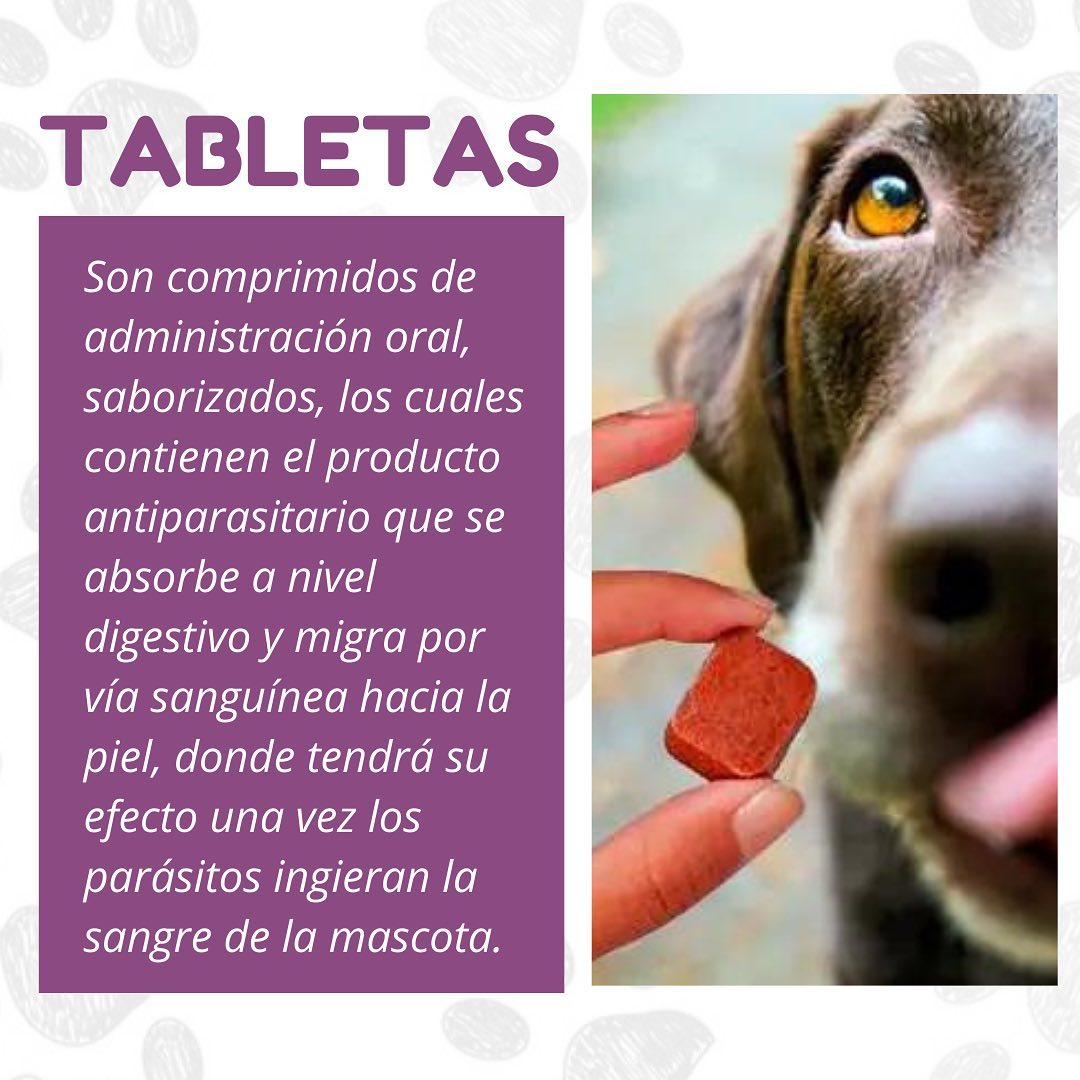 TABLETAS
Son comprimidos de
administración oral,
saborizados, los cuales
contienen el producto
antiparasitario que se
absorbe a nivel
digestivo y migra por
vía sanguínea hacia la
piel, donde tendrá su
efecto una vez los
parásitos ingieran la
sangre de la mascota.